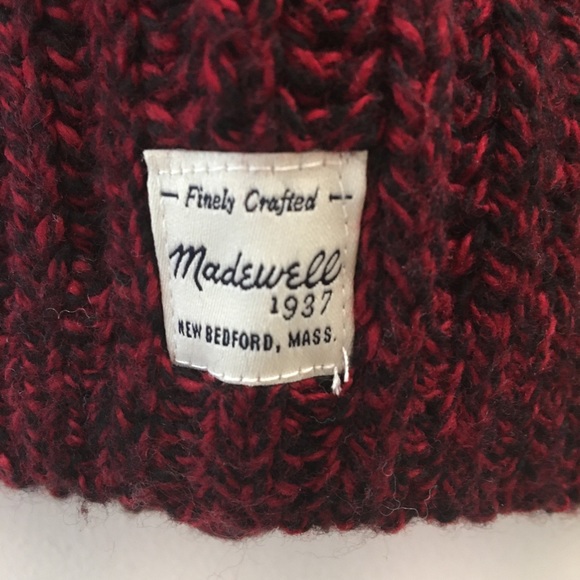 Finely Crafted
Madewell
1937
NEW BEDFORD, MASS.